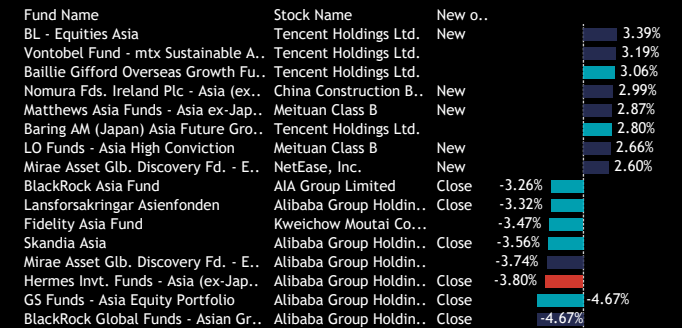 Fund Name Stock Name New o..
BL - Equities Asia Tencent Holdings Ltd. New 3.39%
Vontobel Fund - mtx Sustainable A.. Tencent Holdings Ltd. 3.19%
Baillie Gifford Overseas Growth Fu.. Tencent Holdings Ltd. 3.06%
Nomura Fds. Ireland Plc - Asia (ex.. China Construction B.. New 2.99%
Matthews Asia Funds - Asia ex-Jap.. Meituan Class B New 2.87%
Baring AM (Japan) Asia Future Gro.. Tencent Holdings Ltd. 2.80%
LO Funds - Asia High Conviction Meituan Class B New 2.66%
Mirae Asset Glb. Discovery Fd. - E.. NetEase, Inc. New 2.60%
BlackRock Asia Fund AIA Group Limited Close -3.26%
Lansforsakringar Asienfonden Alibaba Group Holdin.. Close -3.32%
Fidelity Asia Fund Kweichow Moutai Co... -3.47%
Skandia Asia Alibaba Group Holdin.. Close -3.56%
Mirae Asset Glb. Discovery Fd. - E.. Alibaba Group Holdin.. -3.74%
Hermes Invt. Funds - Asia (ex-Jap.. Alibaba Group Holdin.. Close -3.80%
GS Funds - Asia Equity Portfolio Alibaba Group Holdin.. Close -4.67%
BlackRock Global Funds - Asian Gr.. Alibaba Group Holdin.. Close -4.67%